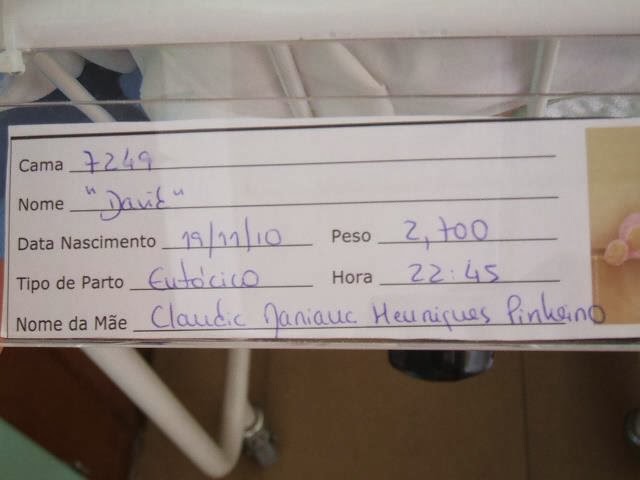 Cama 7249
Nome "David"
Data Nascimento 19/11/10 Peso 2,700
Tipo de Parto Eutócico Hora 22:45
Nome da Mãe Claudia Mariana Henriques Pinheiro